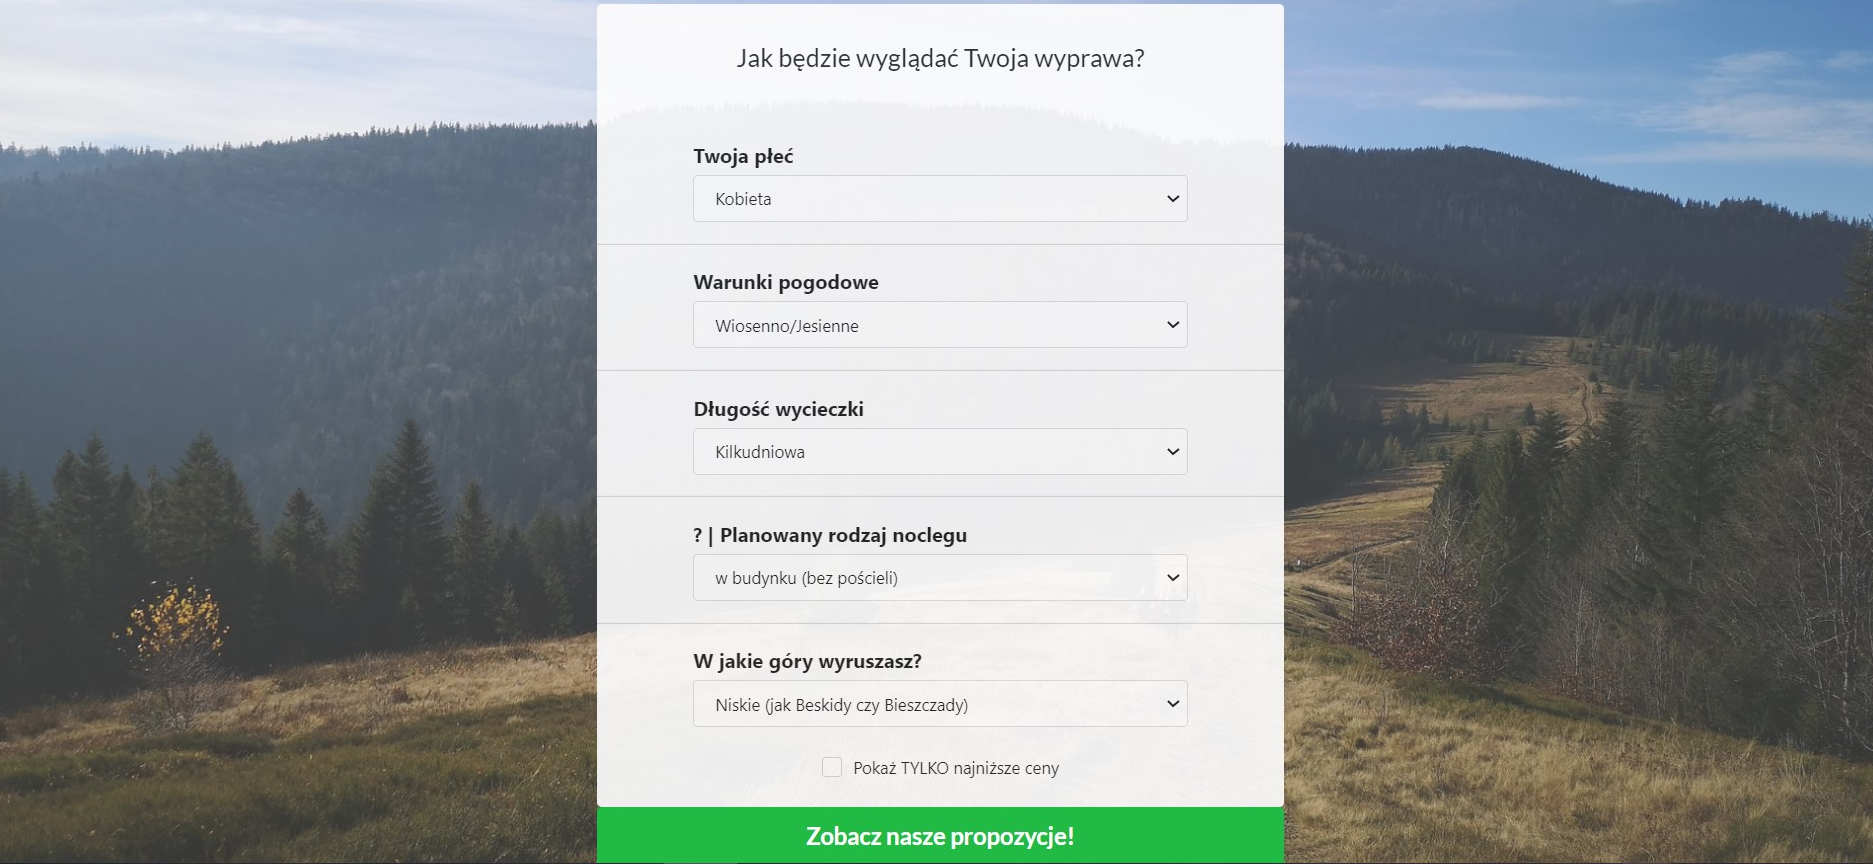 Jak będzie wyglądać Twoja wyprawa?
Twoja płeć
Kobieta
Warunki pogodowe
Wiosenno/Jesienne
Długość wycieczki
Kilkudniowa
? | Planowany rodzaj noclegu
w budynku (bez pościeli)
W jakie góry wyruszasz?
Niskie (jak Beskidy czy Bieszczady)
Pokaż TYLKO najniższe ceny
Zobacz nasze propozycje!